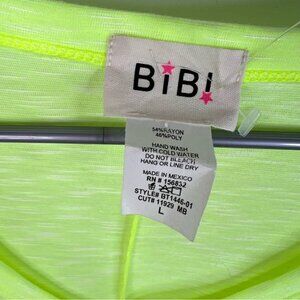 BiBi
54%RAYON
46%POLY
HAND WASH
WITH COLD WATER
DO NOT BLEACH
HANG OR LINE DRY
MADE IN MEXICO
RN # 156832
STYLE# BT1446-01
CUT# 11929 MB
L